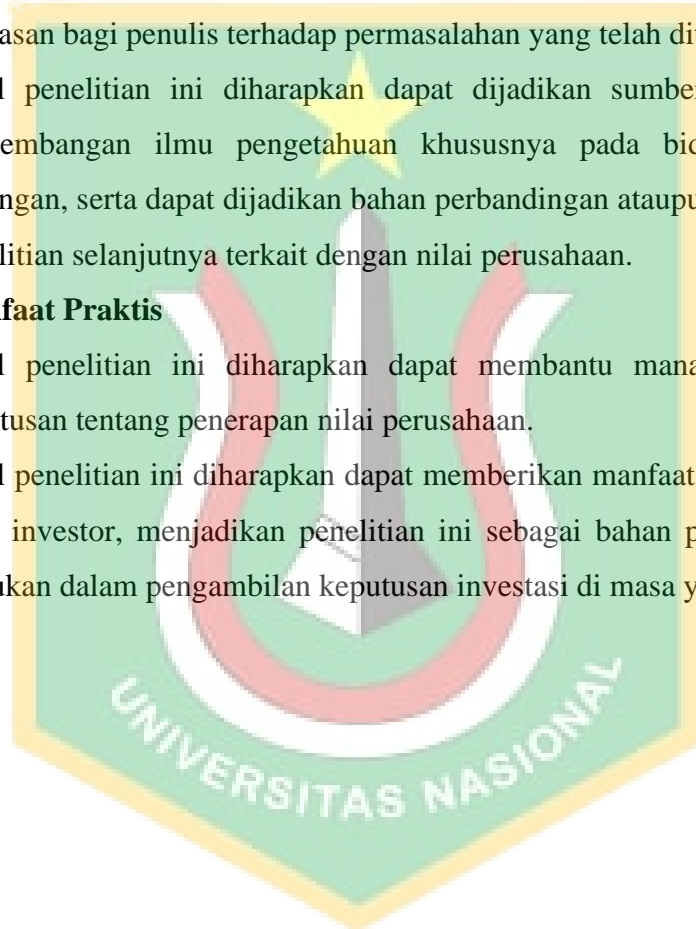 asan bagi penulis terhadap permasalahan yang telah dit
l penelitian ini diharapkan dapat dijadikan sumber
embangan ilmu pengetahuan khususnya pada bid
ngan, serta dapat dijadikan bahan perbandingan ataupu
litian selanjutnya terkait dengan nilai perusahaan.
faat Praktis
l penelitian ini diharapkan dapat membantu mana
tusan tentang penerapan nilai perusahaan.
l penelitian ini diharapkan dapat memberikan manfaat
investor, menjadikan penelitian ini sebagai bahan p
ukan dalam pengambilan keputusan investasi di masa y
UNIVERSITAS NASIONAL